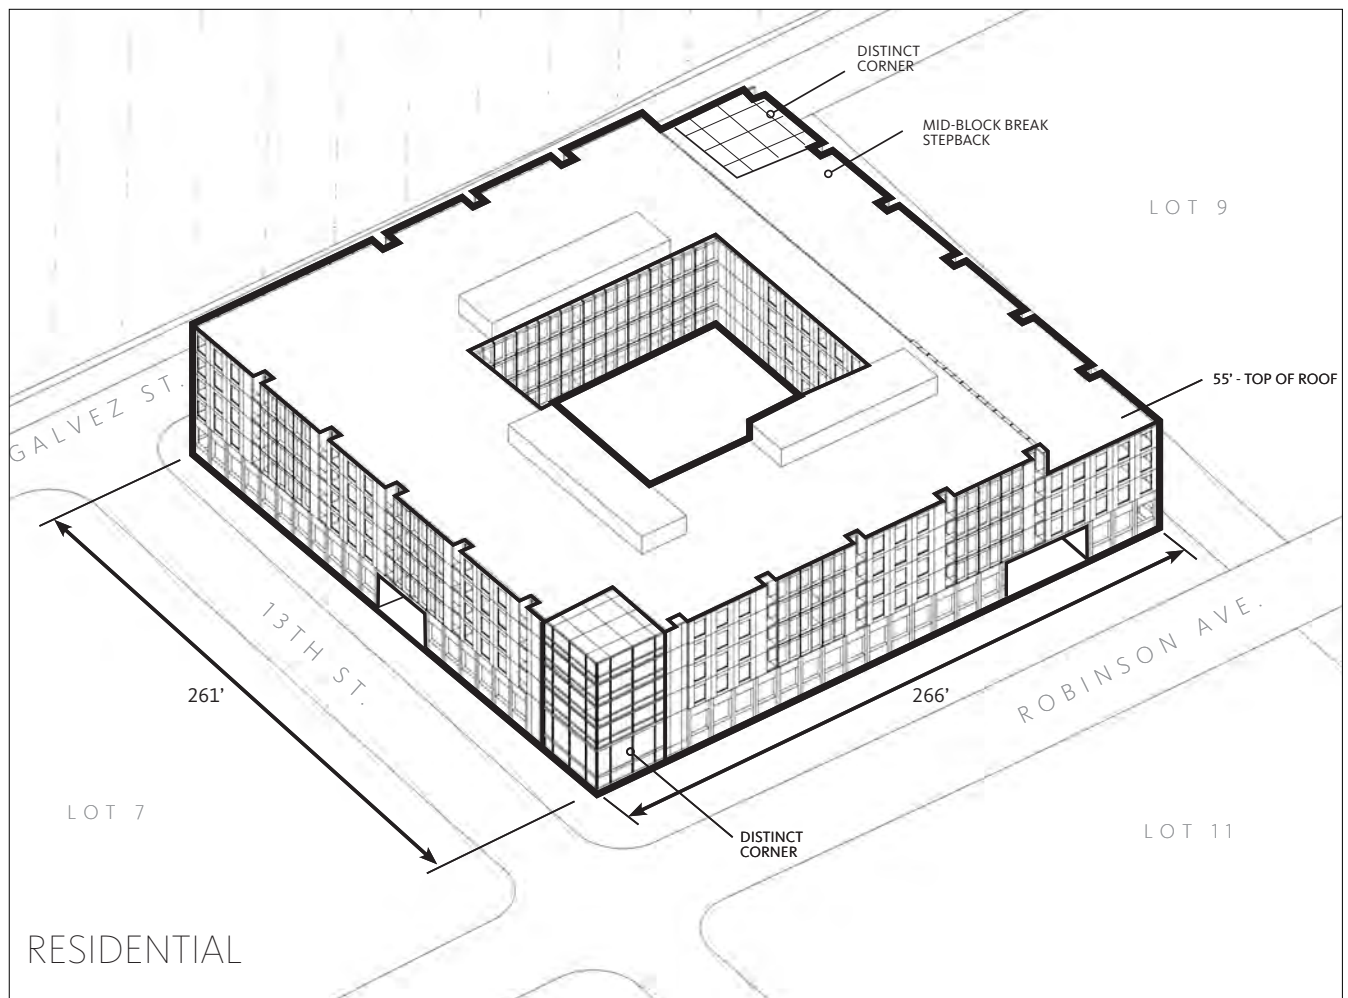 DISTINCT
CORNER
MID-BLOCK BREAK
STEPBACK
LOT 9
55' - TOP OF ROOF
GALVEZ ST.
13TH ST.
261'
266'
ROBINSON AVE.
LOT 7
DISTINCT
CORNER
LOT 11
RESIDENTIAL